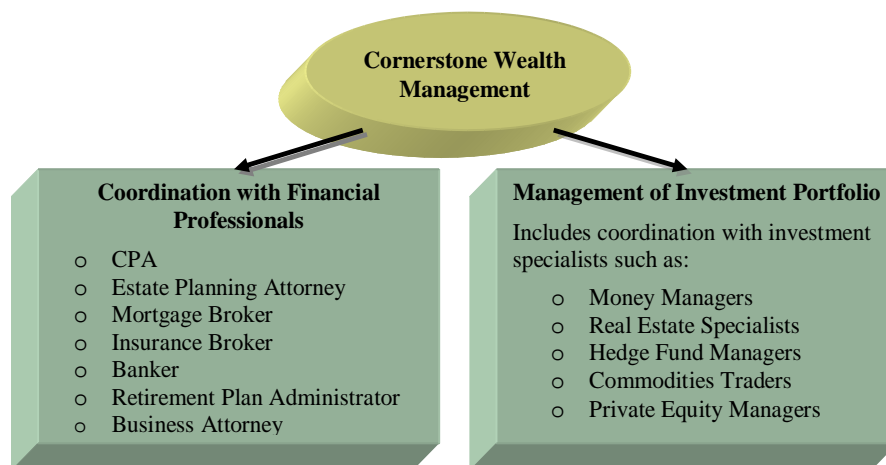 Cornerstone Wealth
Management
Coordination with Financial
Professionals
o CPA
o Estate Planning Attorney
o Mortgage Broker
o Insurance Broker
o Banker
o Retirement Plan Administrator
o Business Attorney
Management of Investment Portfolio
Includes coordination with investment
specialists such as:
o Money Managers
o Real Estate Specialists
o Hedge Fund Managers
o Commodities Traders
o Private Equity Managers